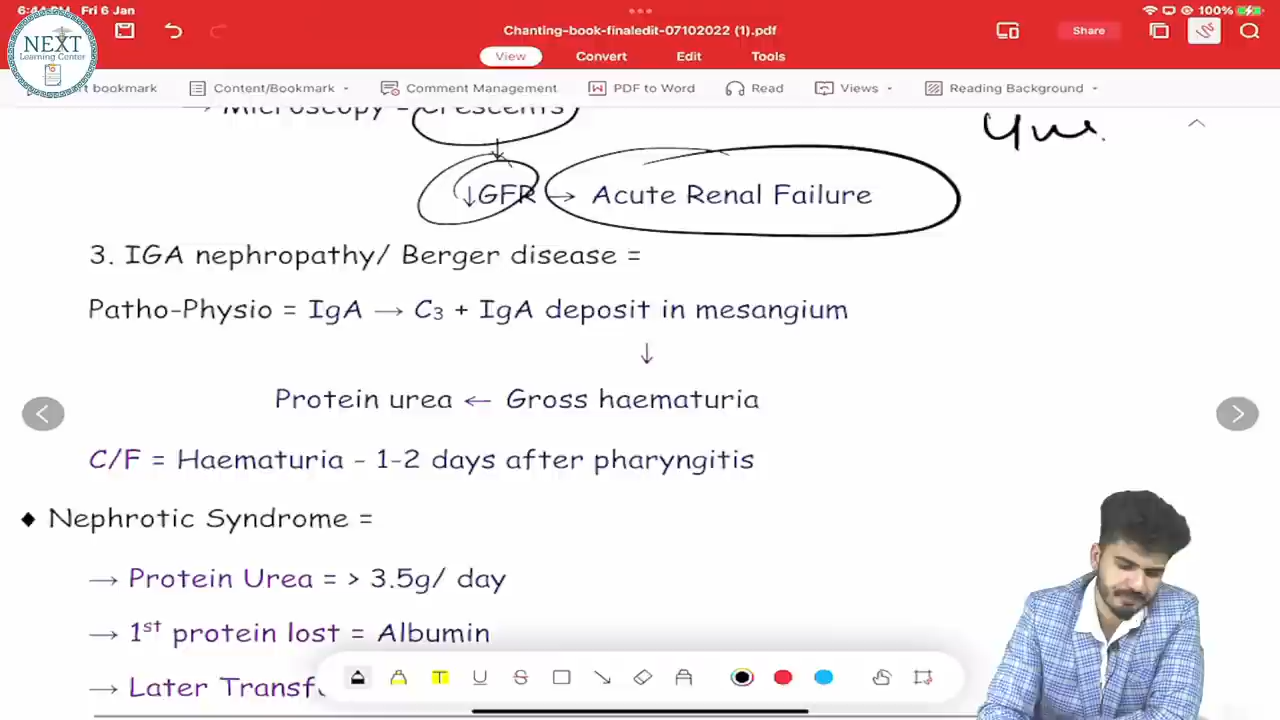 6:44 PM Fri 6 Jan
100%
NEXT
Learning Center
Chanting-book-finaledit-07102022 (1).pdf
Share
View Convert Edit Tools
bookmark Content/Bookmark Comment Management PDF to Word Read Views Reading Background
→ Microscopy = Crescents
↓
↓GFR → Acute Renal Failure
3. IGA nephropathy/ Berger disease =
Patho-Physio = IgA → C3 + IgA deposit in mesangium
↓
Protein urea ← Gross haematuria
C/F = Haematuria - 1-2 days after pharyngitis
◆ Nephrotic Syndrome =
→ Protein Urea = > 3.5g/ day
→ 1st protein lost = Albumin
→ Later